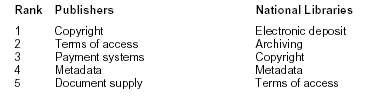 Rank Publishers National Libraries
1 Copyright Electronic deposit
2 Terms of access Archiving
3 Payment systems Copyright
4 Metadata Metadata
5 Document supply Terms of access